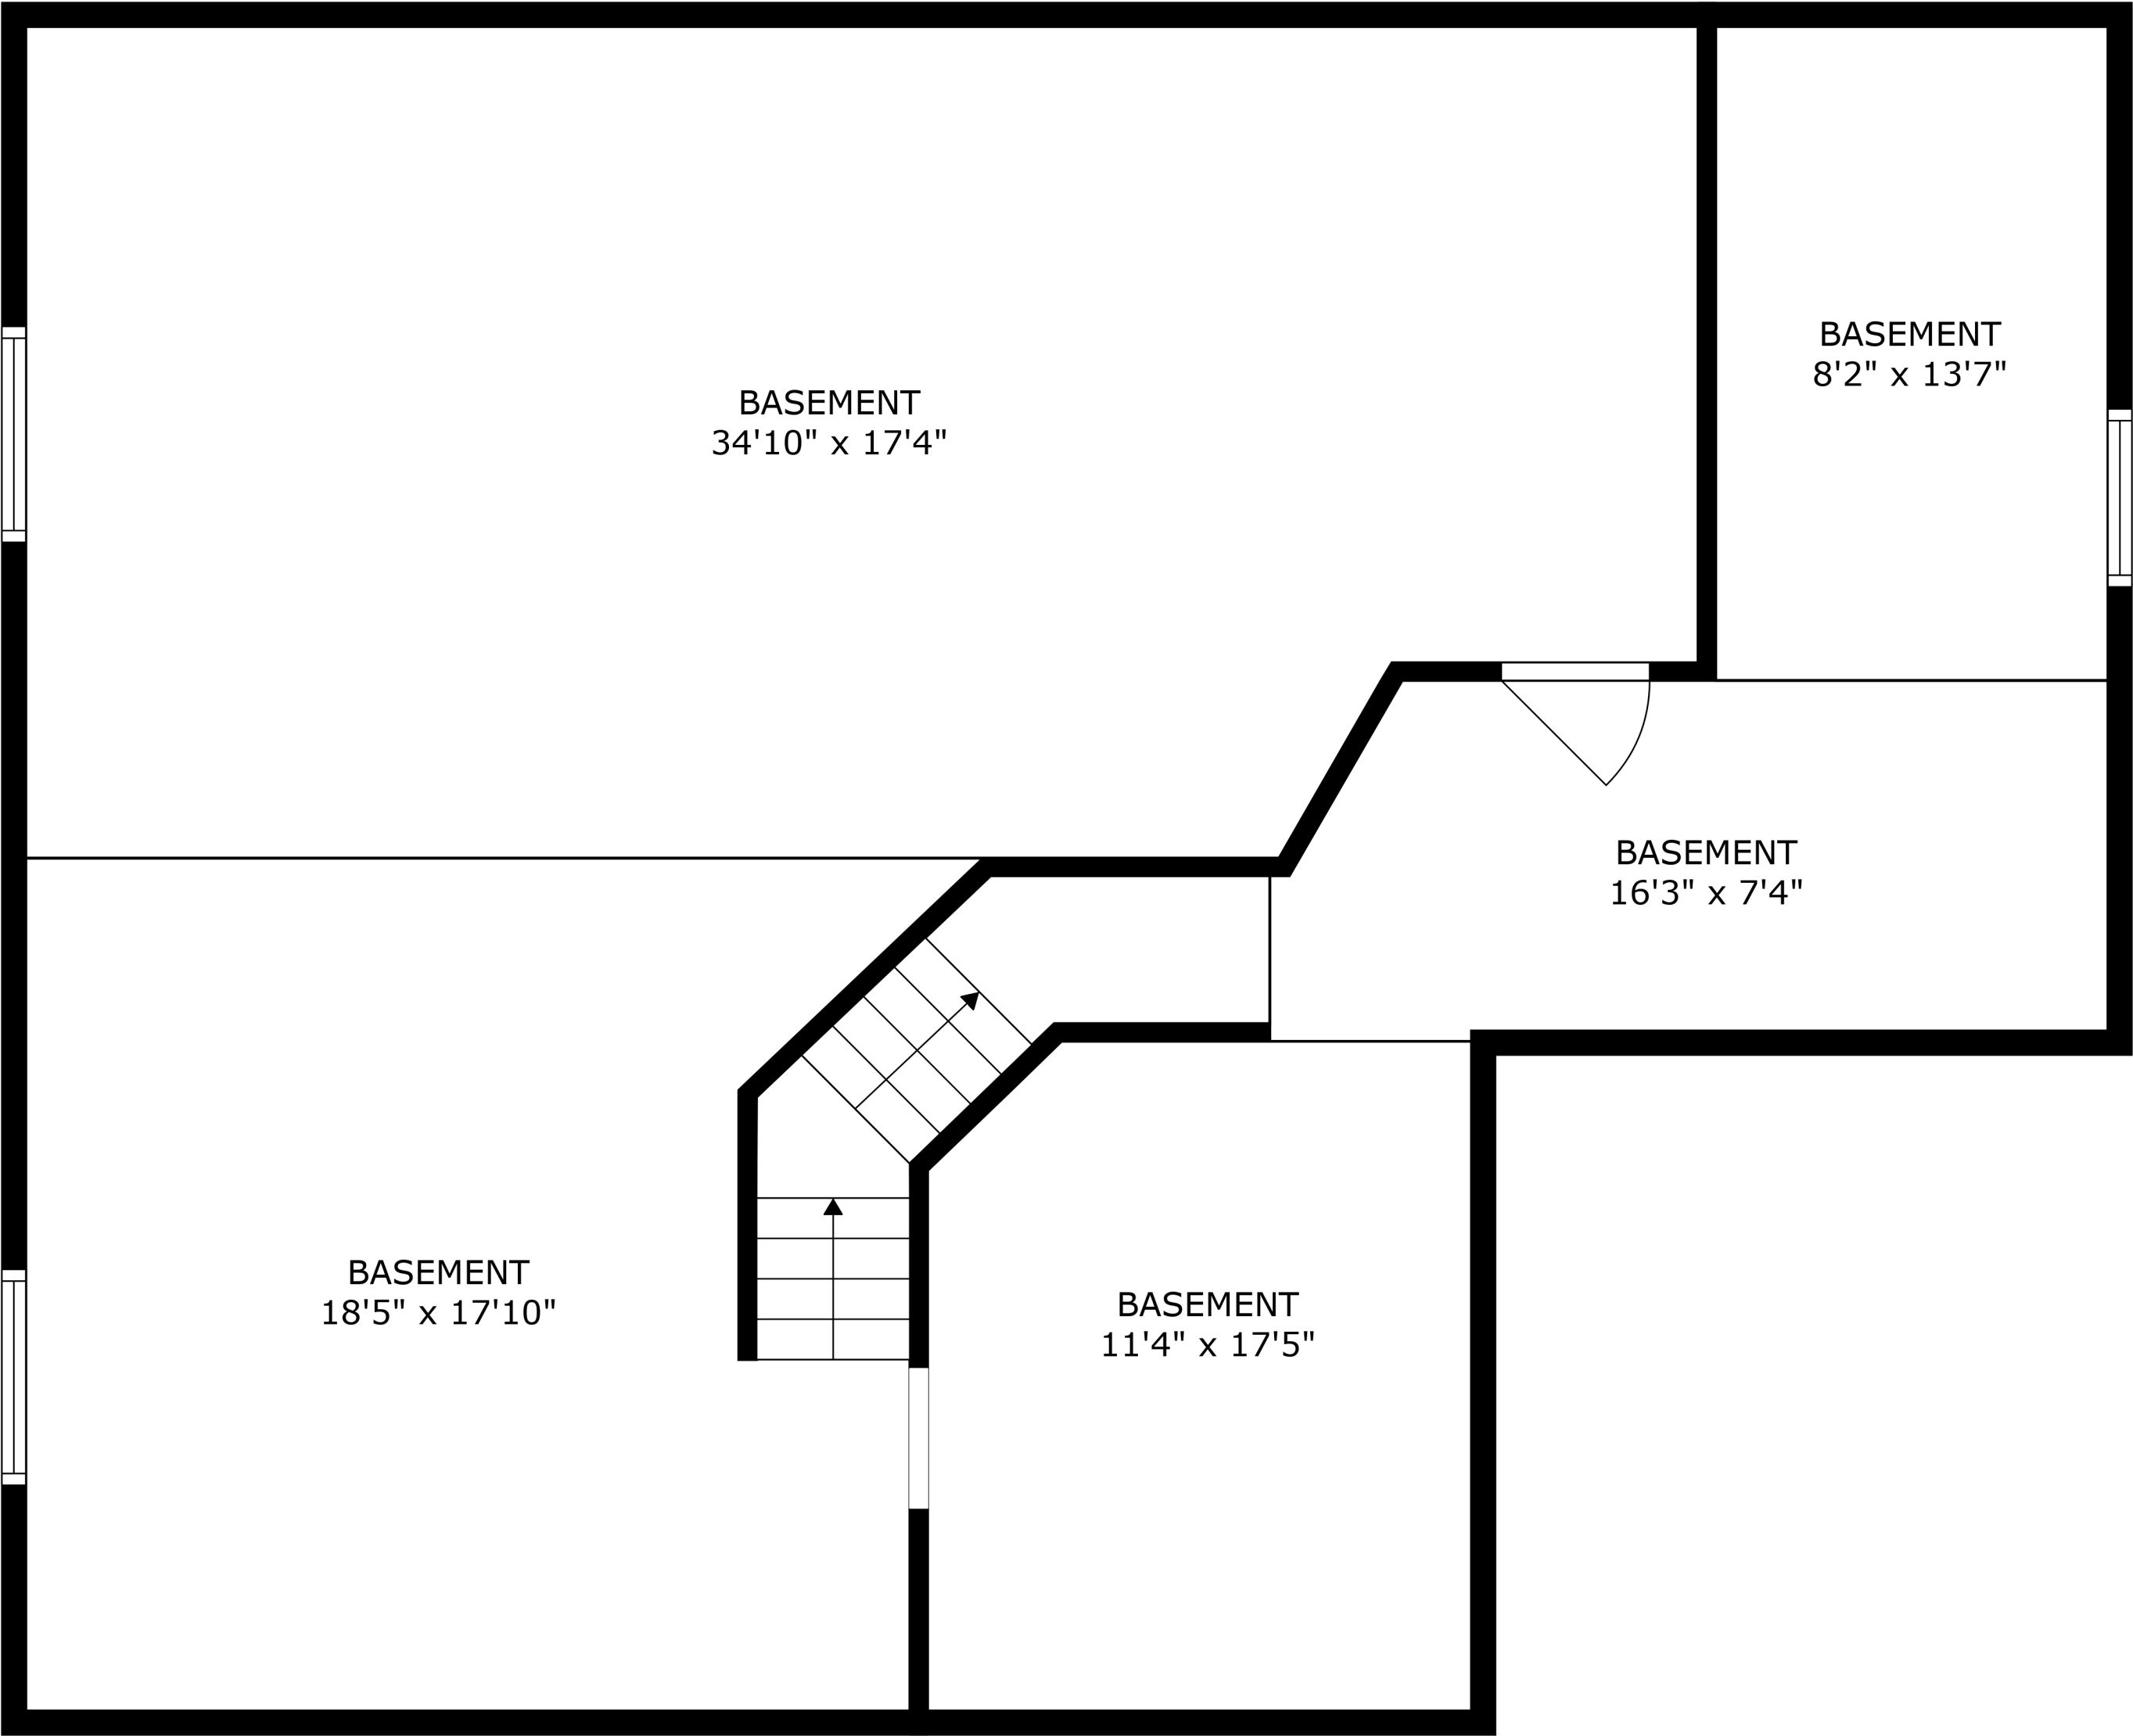 BASEMENT
8'2" x 13'7"
BASEMENT
34'10" x 17'4"
BASEMENT
16'3" x 7'4"
BASEMENT
18'5" x 17'10"
BASEMENT
11'4" x 17'5"